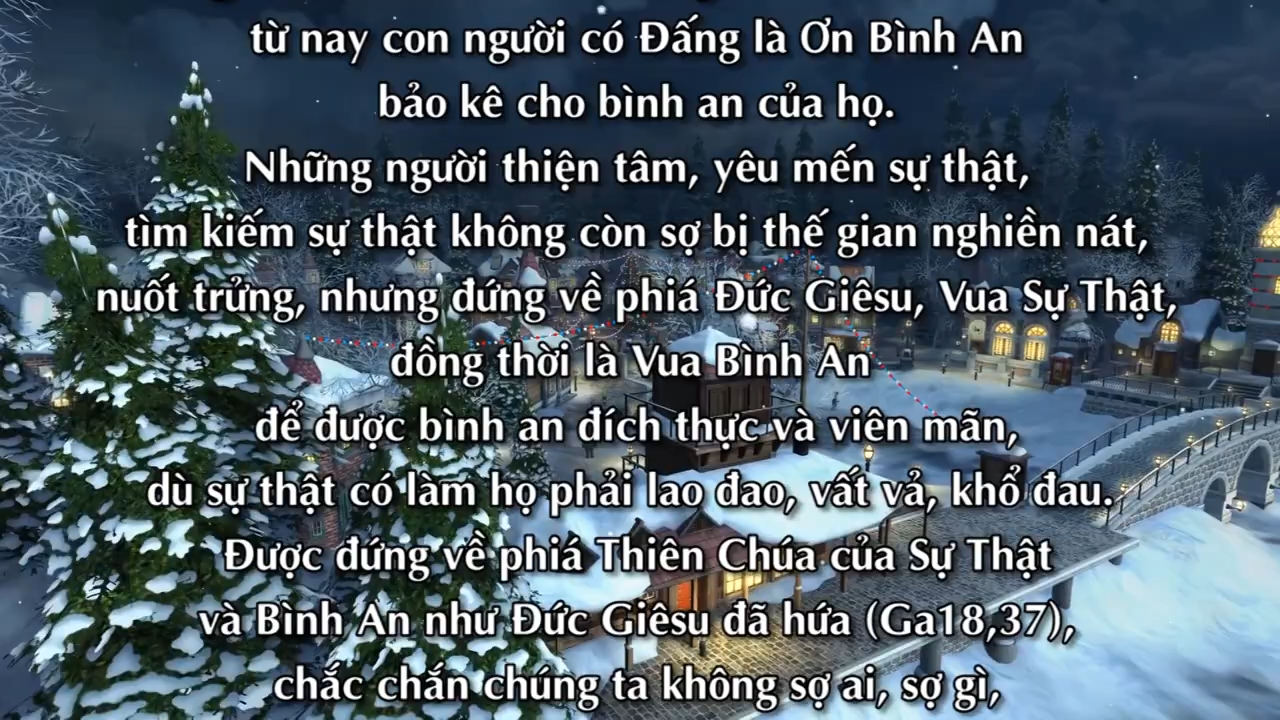 từ nay con người có Đấng là Ơn Bình An
bảo kê cho bình an của họ.
Những người thiện tâm, yêu mến sự thật,
tìm kiếm sự thật không còn sợ bị thế gian nghiền nát,
nuốt trửng, nhưng đứng về phiá Đức Giêsu, Vua Sự Thật,
đồng thời là Vua Bình An
để được bình an đích thực và viên mãn,
dù sự thật có làm họ phải lao đao, vất vả, khổ đau.
Được đứng về phiá Thiên Chúa của Sự Thật
và Bình An như Đức Giêsu đã hứa (Ga18,37),
chắc chắn chúng ta không sợ ai, sợ gì,